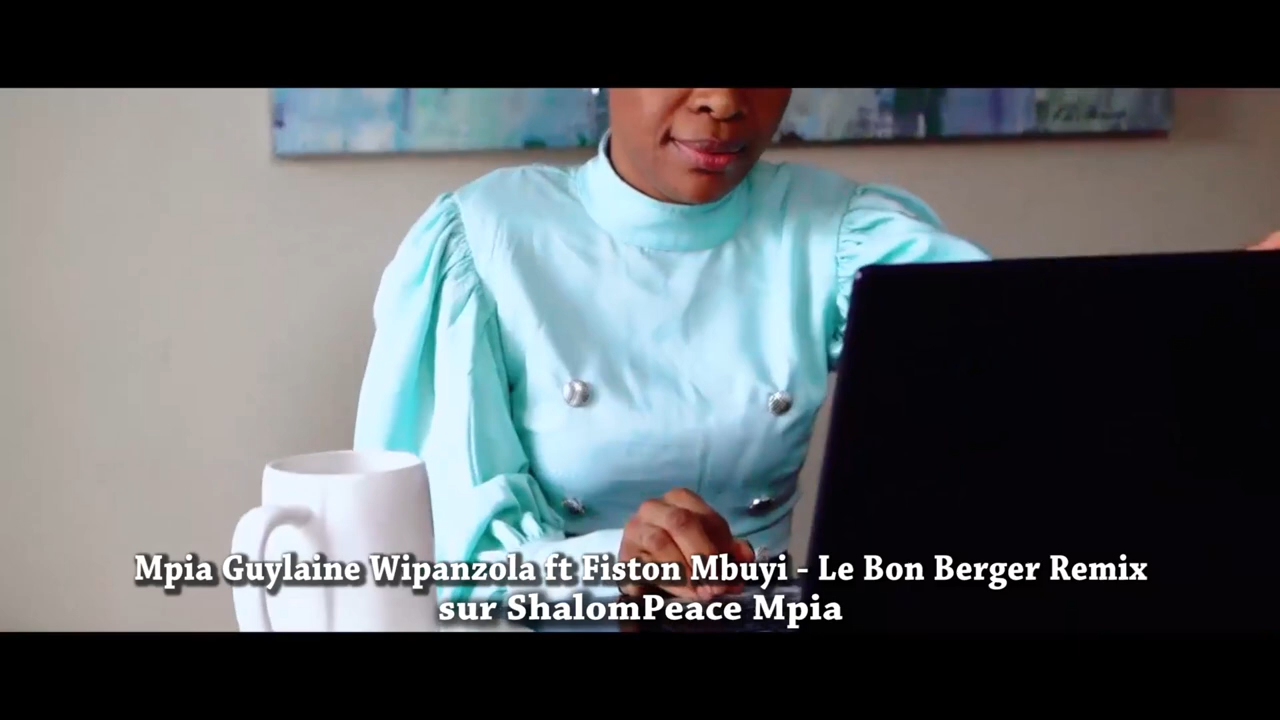 Mpia Guylaine Wipanzola ft Fiston Mbuyi - Le Bon Berger Remix
sur ShalomPeace Mpia